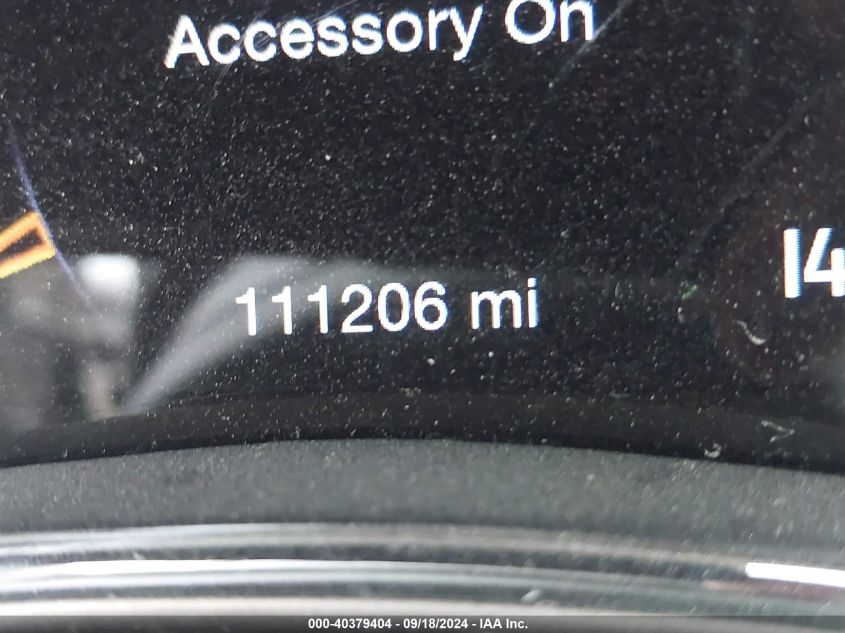 Accessory On
111206 mi
14
000-40379404 - 09/18/2024 - IAA Inc.